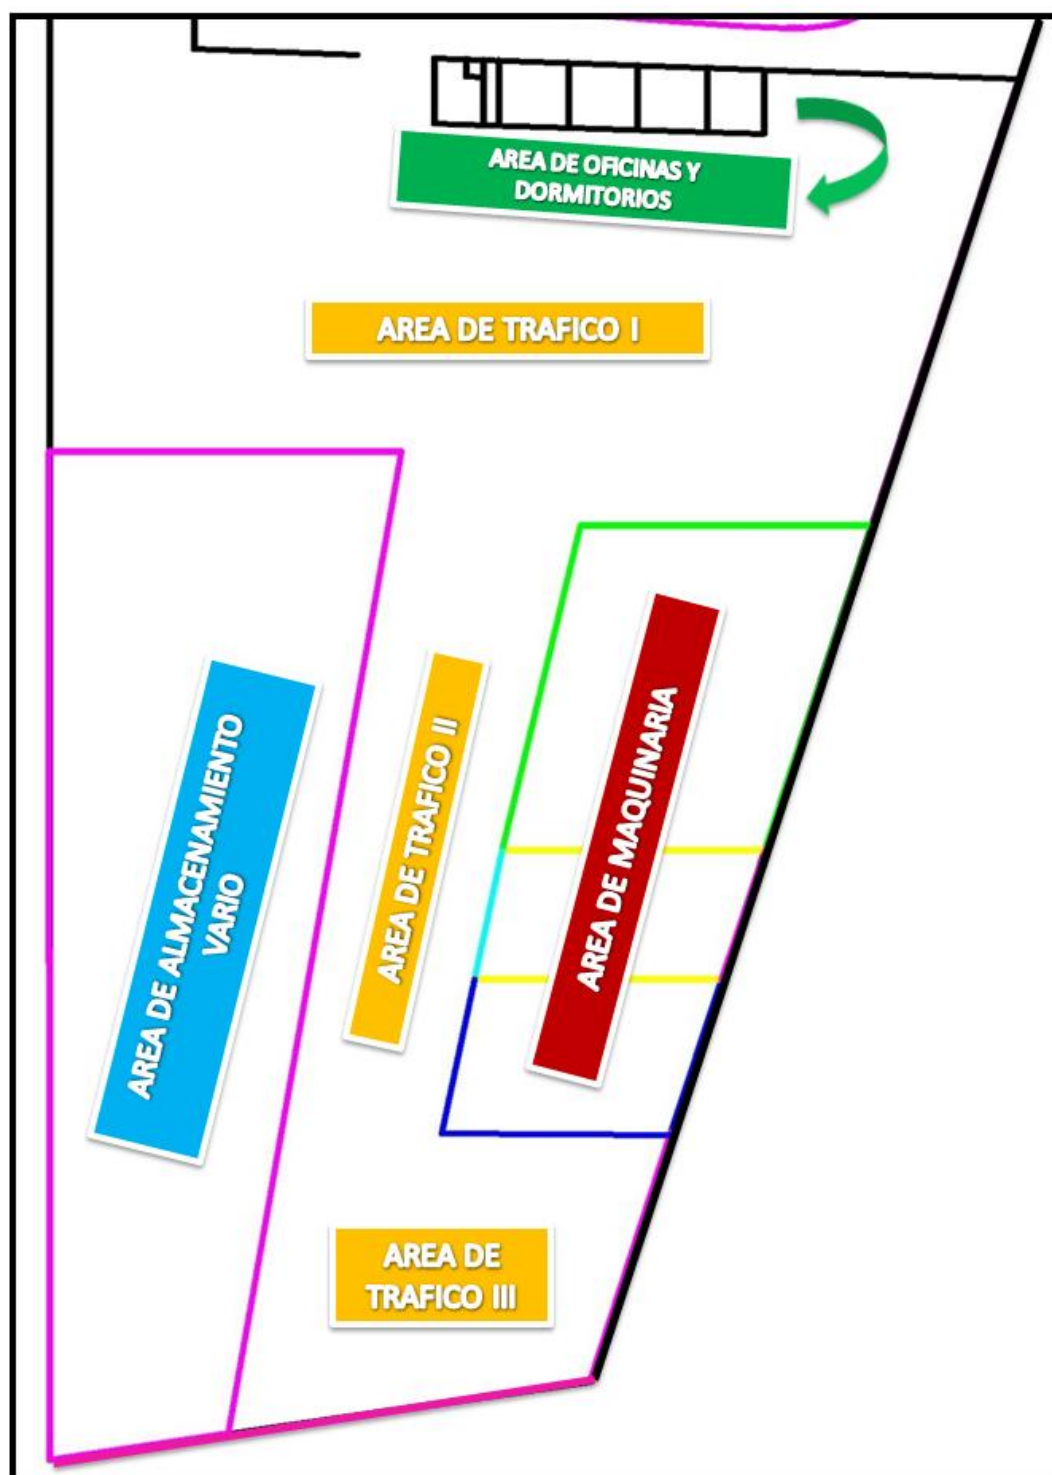 AREA DE OFICINAS Y
DORMITORIOS
AREA DE TRAFICO I
AREA DE ALMACENAMIENTO
VARIO
AREA DE TRAFICO II
AREA DE MAQUINARIA
AREA DE
TRAFICO III